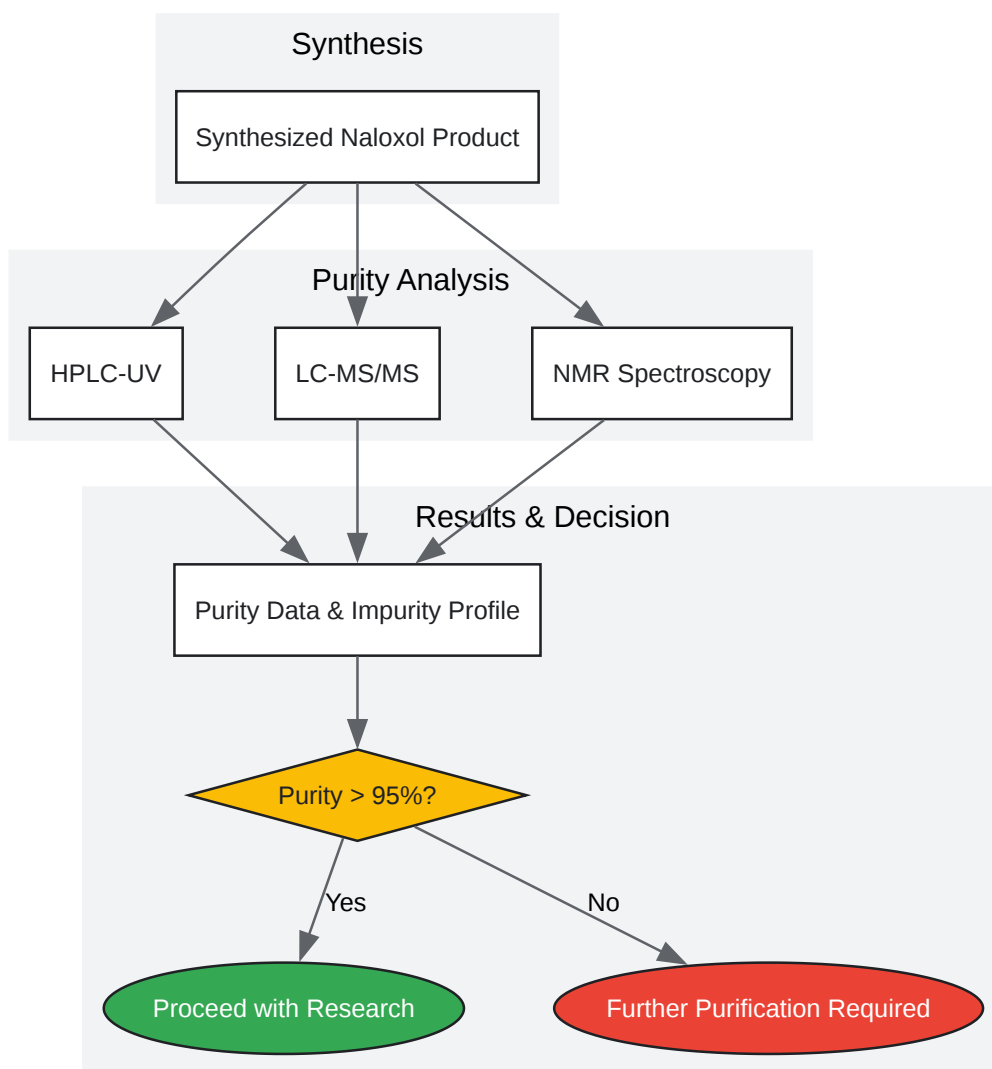 Synthesis
Synthesized Naloxol Product
Purity Analysis
HPLC-UV
LC-MS/MS
NMR Spectroscopy
Results & Decision
Purity Data & Impurity Profile
Purity > 95%?
Yes
No
Proceed with Research
Further Purification Required